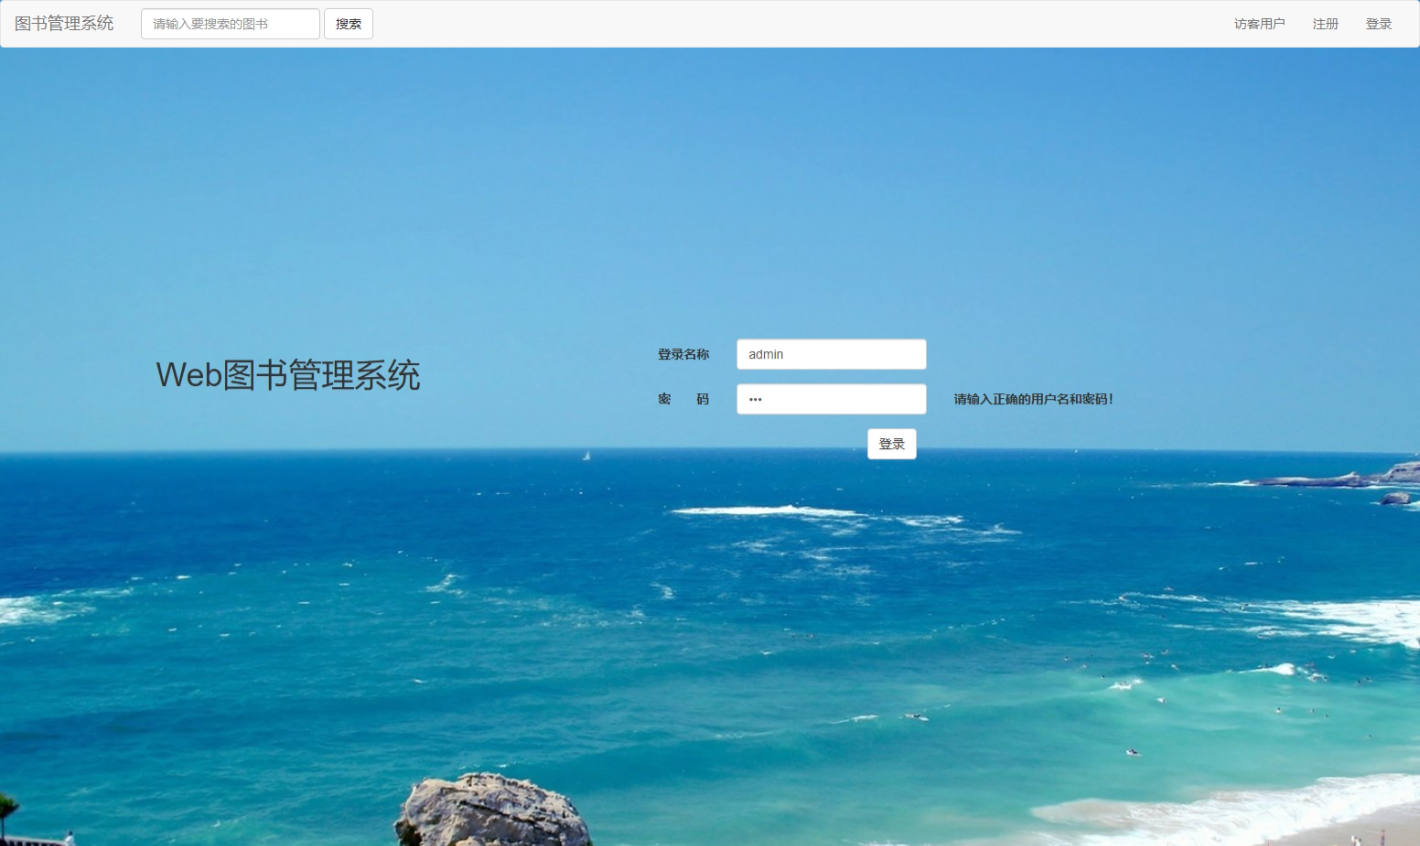 图书管理系统 请输入要搜索的图书 搜索 访客用户 注册 登录
Web图书管理系统
登录名称 admin
密 码 ••• 请输入正确的用户名和密码！
登录